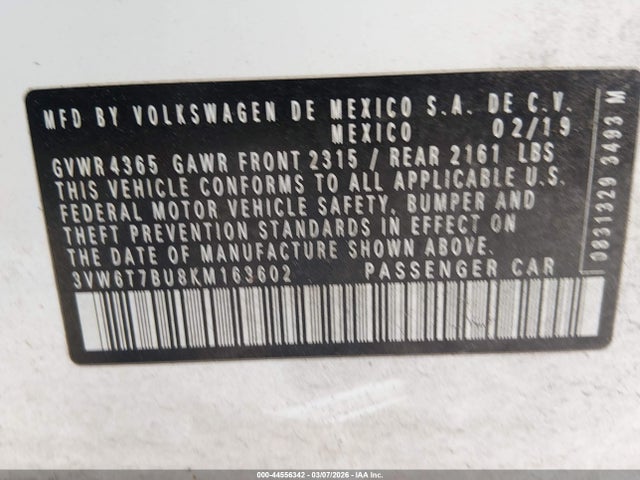 MFD BY VOLKSWAGEN DE MEXICO S.A. DE C.V.
MEXICO 02/19
GVWR 4365 GAWR FRONT 2315 / REAR 2161 LBS
THIS VEHICLE CONFORMS TO ALL APPLICABLE U.S.
FEDERAL MOTOR VEHICLE SAFETY, BUMPER AND
THEFT PREVENTION STANDARDS IN EFFECT ON
THE DATE OF MANUFACTURE SHOWN ABOVE.
3VW6T7BU8KM163602 PASSENGER CAR
0831329 3493 M
000-44556342 - 03/07/2026 - IAA Inc.